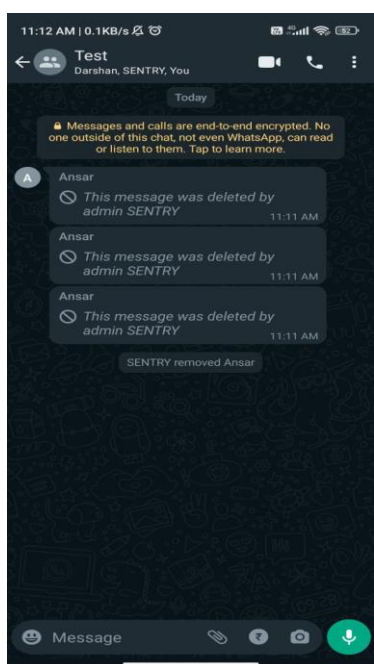 11:12 AM | 0.1KB/s
52
Test
Darshan, SENTRY, You
Today
Messages and calls are end-to-end encrypted. No
one outside of this chat, not even WhatsApp, can read
or listen to them. Tap to learn more.
A
Ansar
This message was deleted by
admin SENTRY
11:11 AM
Ansar
This message was deleted by
admin SENTRY
11:11 AM
Ansar
This message was deleted by
admin SENTRY
11:11 AM
SENTRY removed Ansar
Message
₹